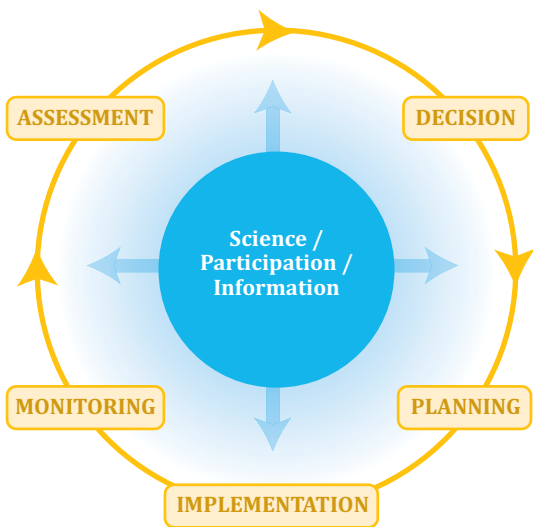 ASSESSMENT
DECISION
Science /
Participation /
Information
MONITORING
PLANNING
IMPLEMENTATION